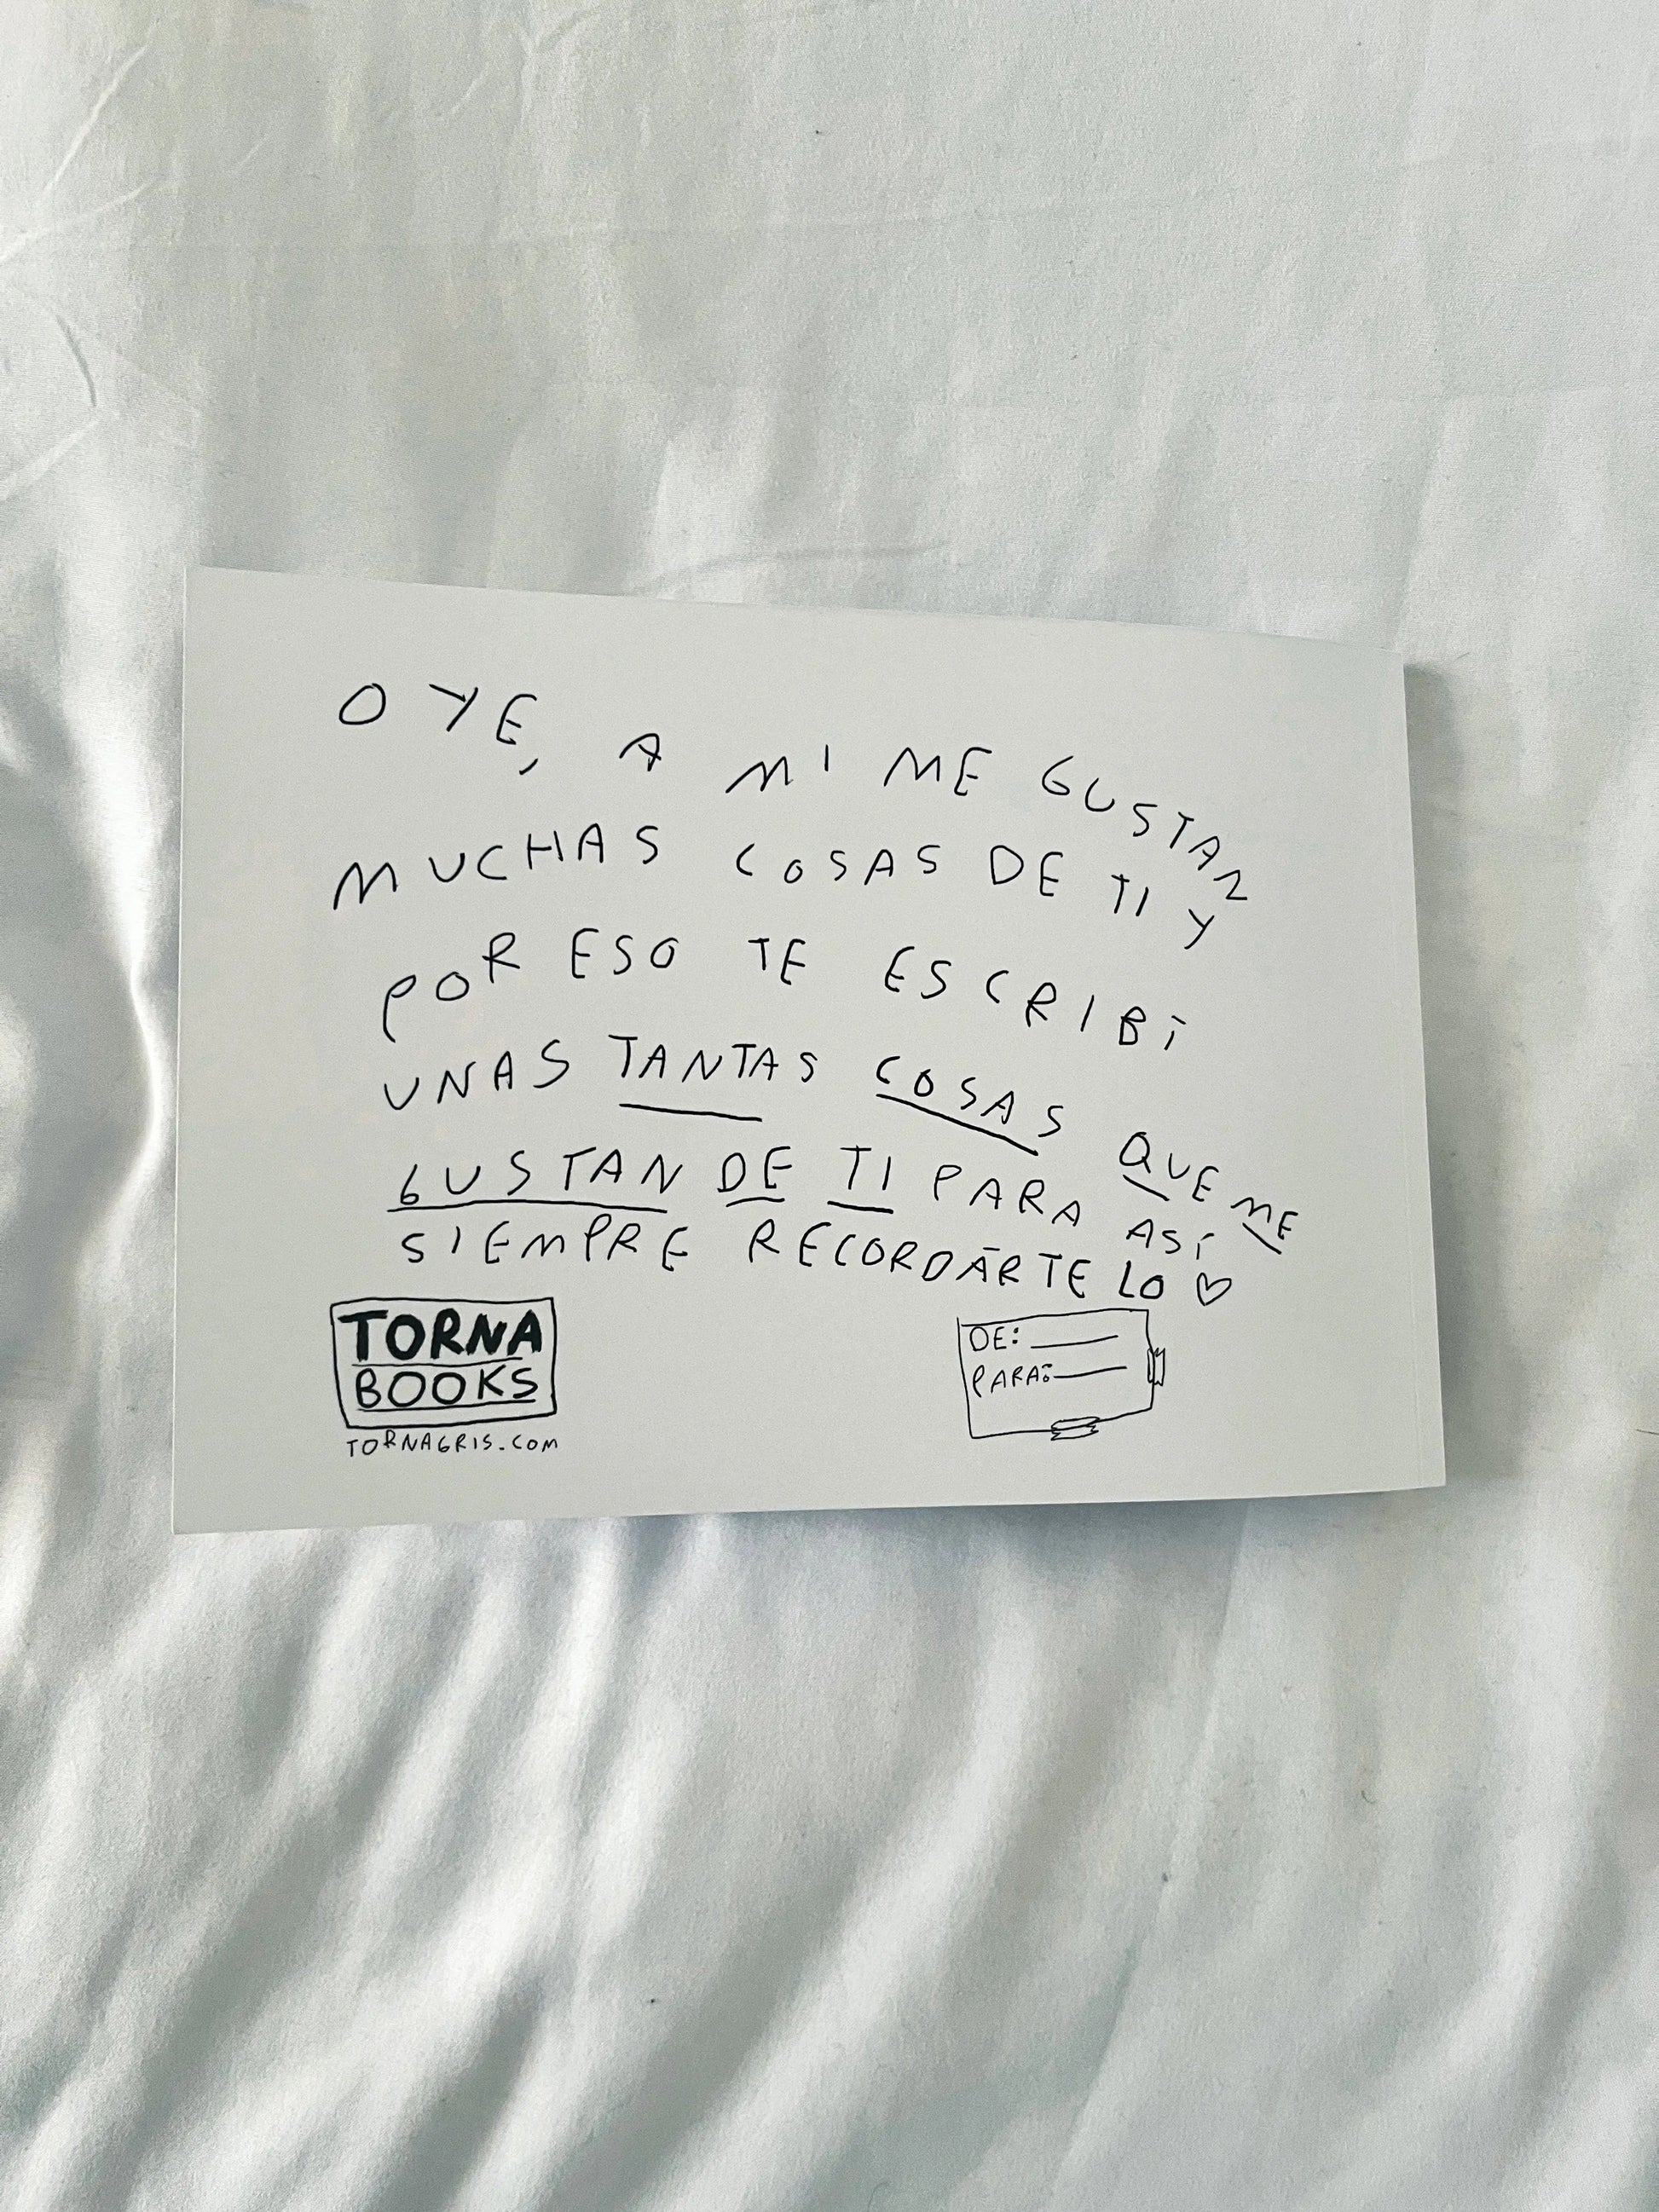 OYE, A MI ME GUSTAN
MUCHAS COSAS DE TI Y
POR ESO TE ESCRIBÍ
UNAS TANTAS COSAS QUE ME
GUSTAN DE TI PARA ASÍ
SIEMPRE RECORDÁRTELO ♡
TORNA
BOOKS
TORNAGRIS.COM
DE:
PARA: